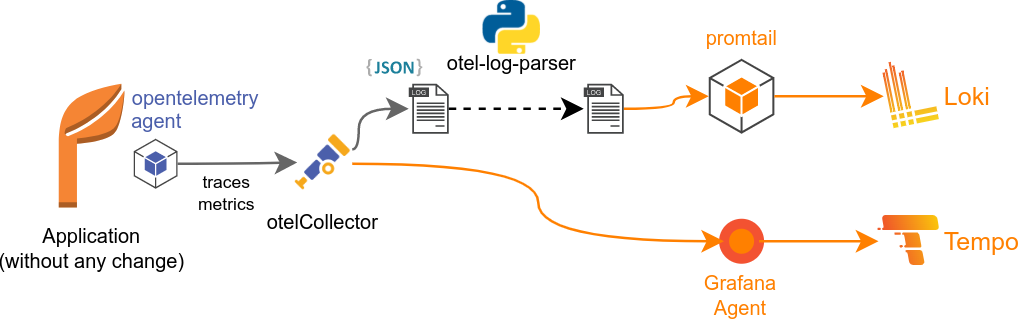 promtail
{JSON}
otel-log-parser
LOG
LOG
Loki
opentelemetry
agent
traces
metrics
otelCollector
Application
(without any change)
Tempo
Grafana
Agent